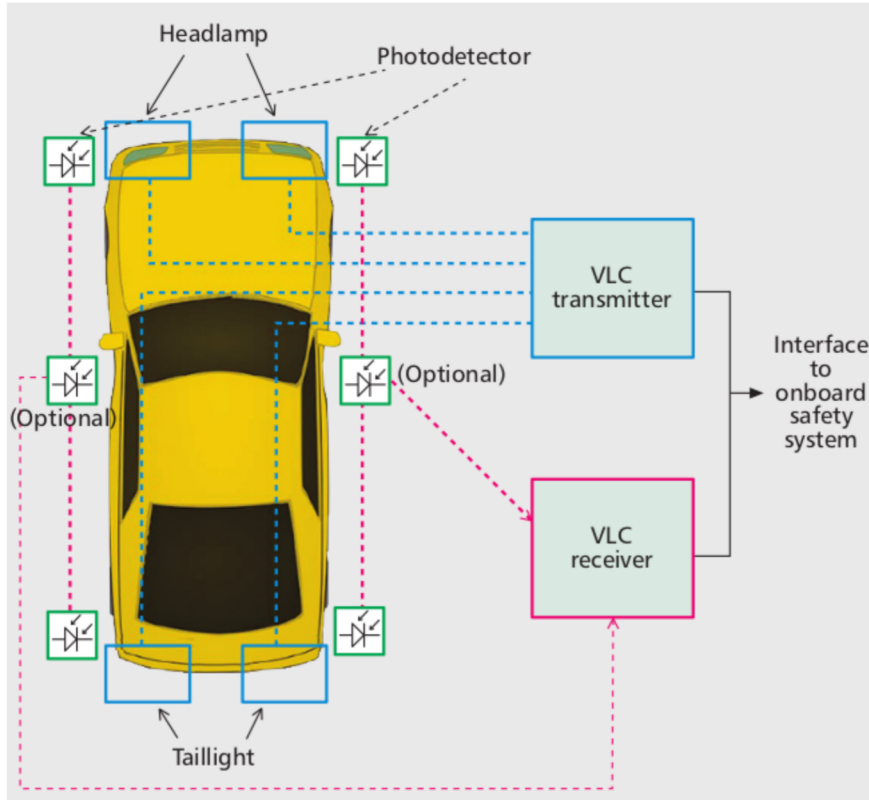 Headlamp
Photodetector
VLC
transmitter
Interface
to
onboard
safety
system
(Optional)
(Optional)
VLC
receiver
Taillight